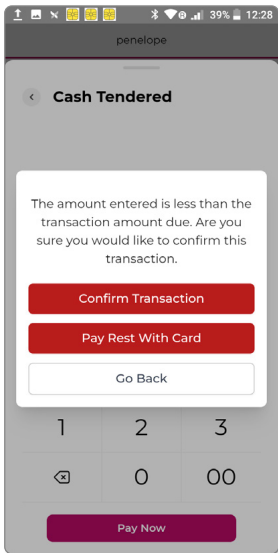 39% 12:28
penelope
Cash Tendered
The amount entered is less than the
transaction amount due. Are you
sure you would like to confirm this
transaction.
Confirm Transaction
Pay Rest With Card
Go Back
1 2 3
0 00
Pay Now